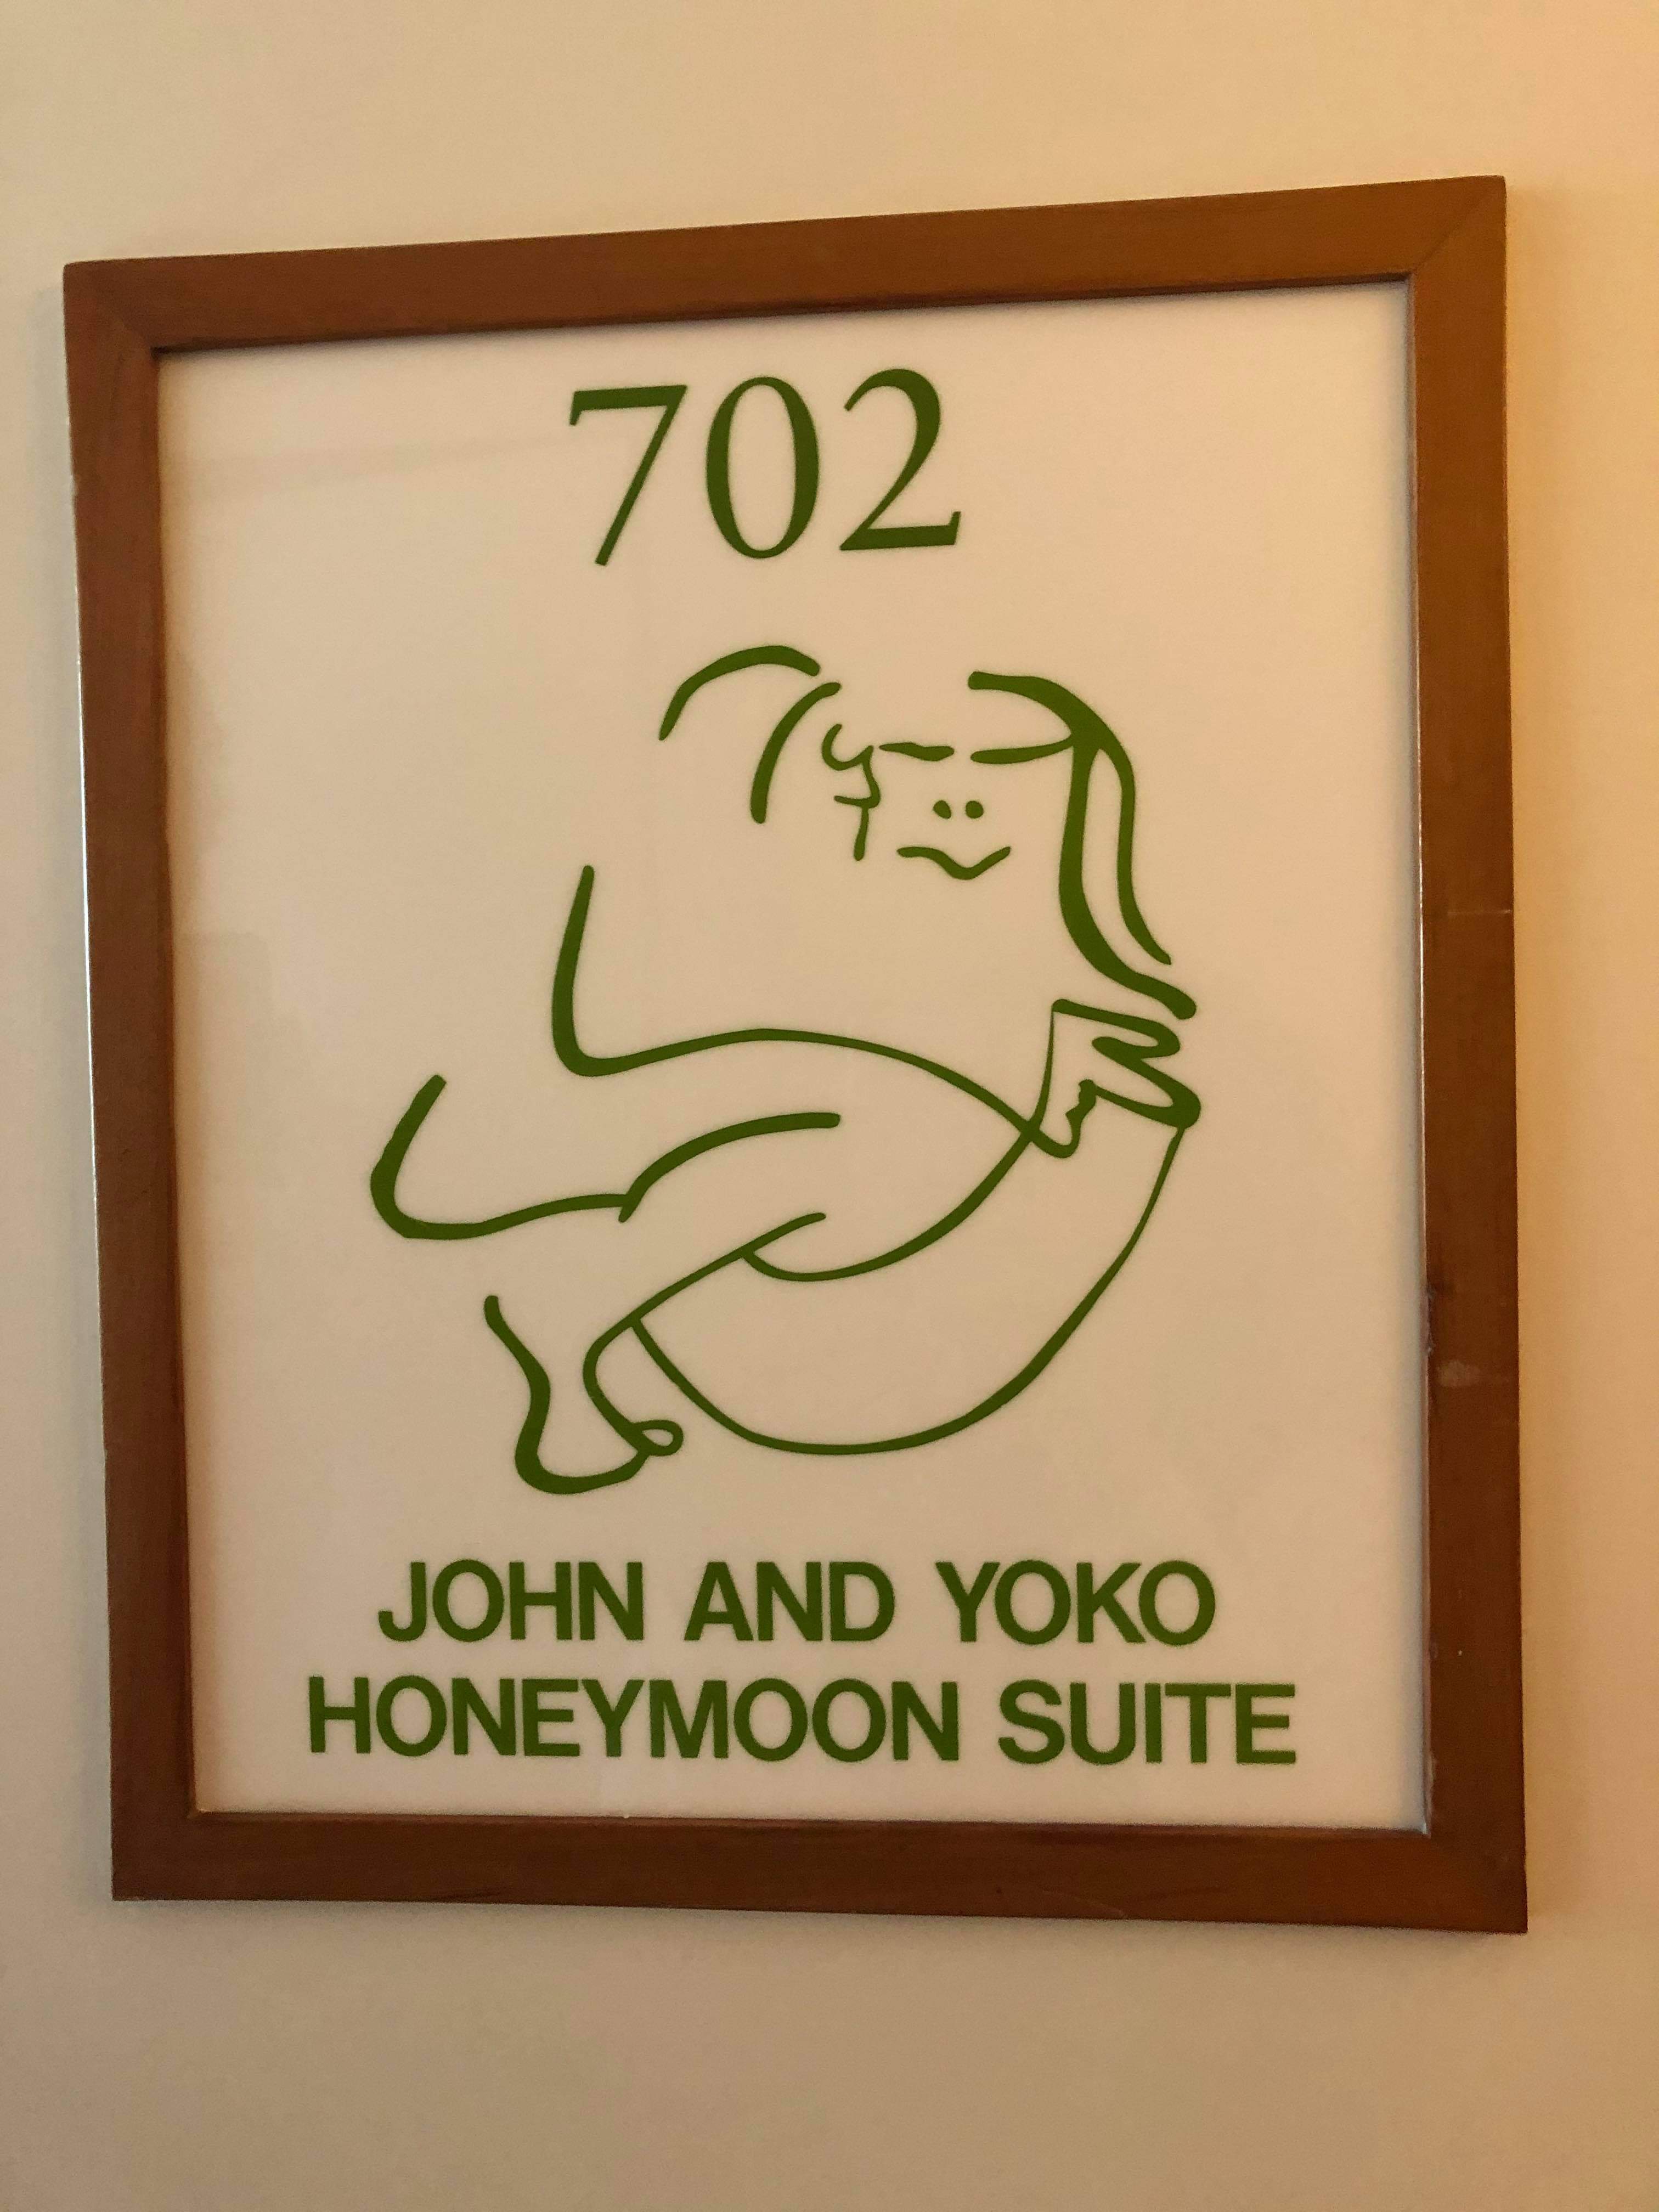 702
JOHN AND YOKO
HONEYMOON SUITE